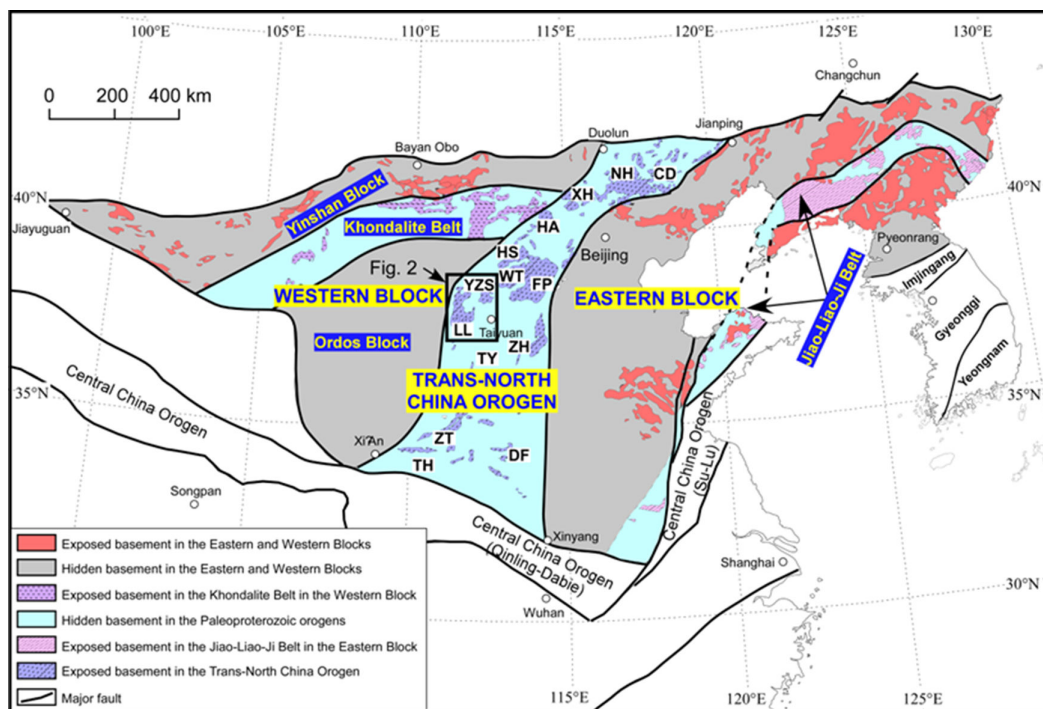 100°E
105°E
110°E
115°E
120°E
125°E
130°E
0 200 400 km
Changchun
Jianping
Duolun
Bayan Obo
NH
CD
XH
40°N
Jiayuguan
Yinshan Block
Khondalite Belt
HA
40°N
Beijing
Pyeonrang
HS
WT
FP
Fig. 2
YZS
WESTERN BLOCK
EASTERN BLOCK
Jiao-Liao-Ji Belt
Imjingang
Gyeonggi
Yeongnam
LL
Taiyuan
Ordos Block
TY
ZH
TRANS-NORTH
CHINA OROGEN
35°N
35°N
Central China Orogen
Xi?An
ZT
TH
DF
Songpan
Central China Orogen
(Su-Lu)
Central China Orogen
(Qinling-Dabie)
Xinyang
Shanghai
Wuhan
30°N
115°E
120°E
125°E
Exposed basement in the Eastern and Western Blocks
Hidden basement in the Eastern and Western Blocks
Exposed basement in the Khondalite Belt in the Western Block
Hidden basement in the Paleoproterozoic orogens
Exposed basement in the Jiao-Liao-Ji Belt in the Eastern Block
Exposed basement in the Trans-North China Orogen
Major fault